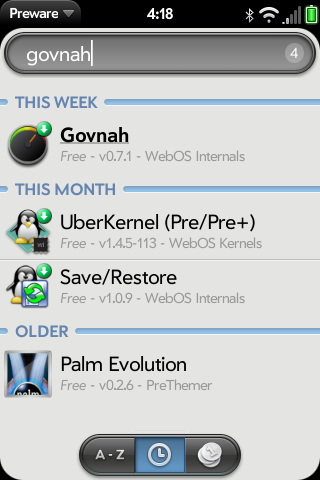 Preware 4:18
govnah 4
THIS WEEK
Govnah
Free - v0.7.1 - WebOS Internals
THIS MONTH
UberKernel (Pre/Pre+)
Free - v1.4.5-113 - WebOS Kernels
Save/Restore
Free - v1.0.9 - WebOS Internals
OLDER
Palm Evolution
Free - v0.2.6 - PreThemer
palm
A - Z